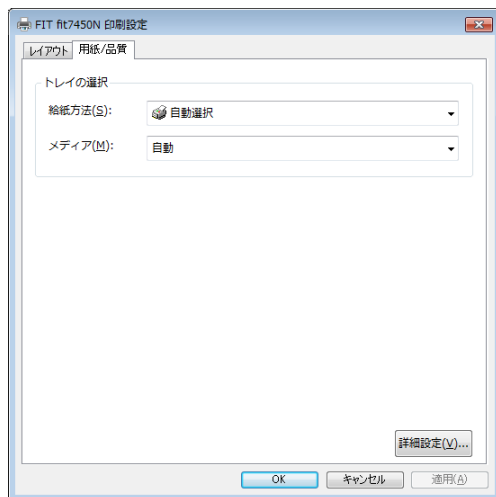 FIT fit7450N 印刷設定
レイアウト 用紙/品質
トレイの選択
給紙方法(S): 自動選択
メディア(M): 自動
詳細設定(V)...
OK キャンセル 適用(A)